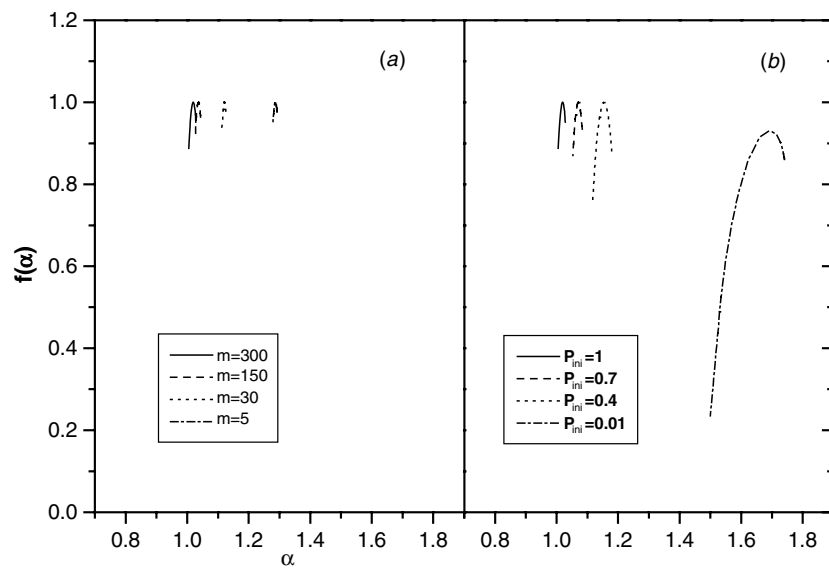 1.2
1.0
0.8
0.6
0.4
0.2
0.0
f(α)
(a)
(b)
m=300
m=150
m=30
m=5
P_ini=1
P_ini=0.7
P_ini=0.4
P_ini=0.01
0.8 1.0 1.2 1.4 1.6 1.8
0.8 1.0 1.2 1.4 1.6 1.8
α